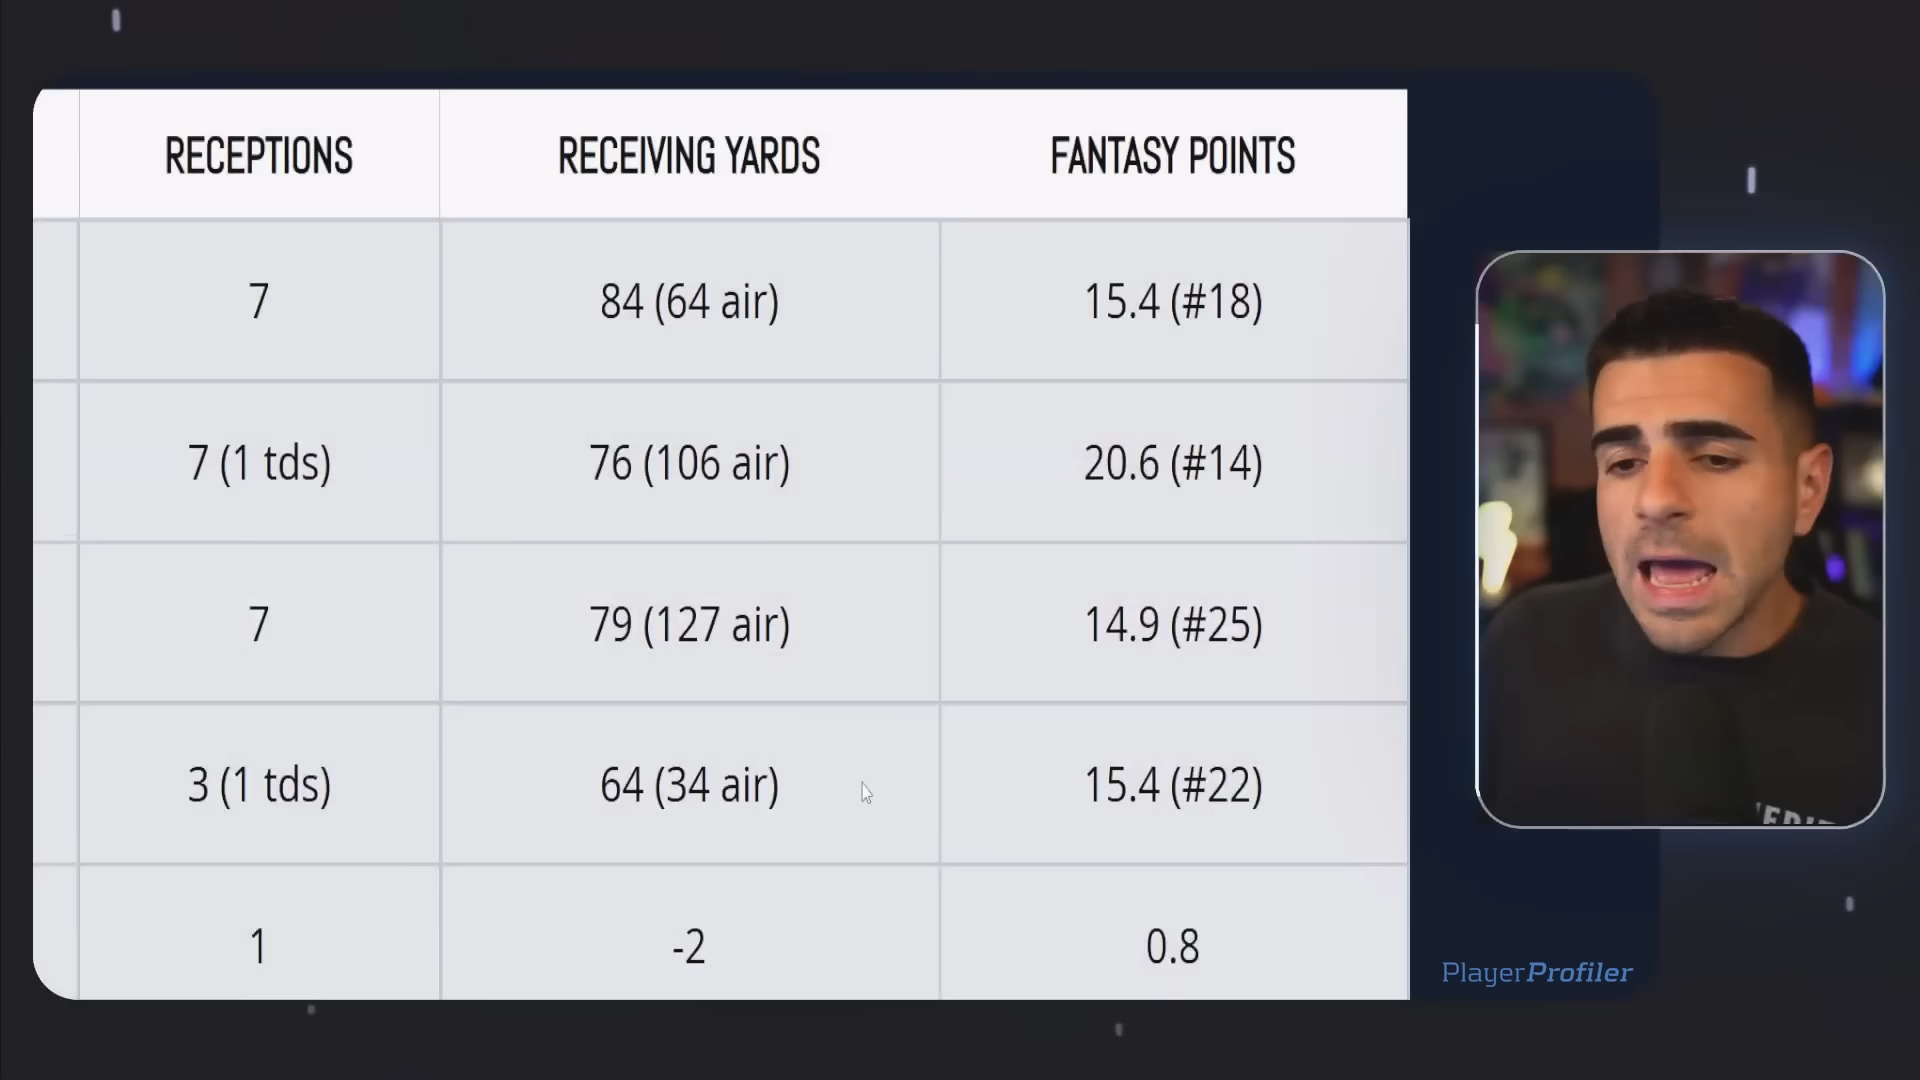 RECEPTIONS RECEIVING YARDS FANTASY POINTS
7 84 (64 air) 15.4 (#18)
7 (1 tds) 76 (106 air) 20.6 (#14)
7 79 (127 air) 14.9 (#25)
3 (1 tds) 64 (34 air) 15.4 (#22)
1 -2 0.8
PlayerProfiler